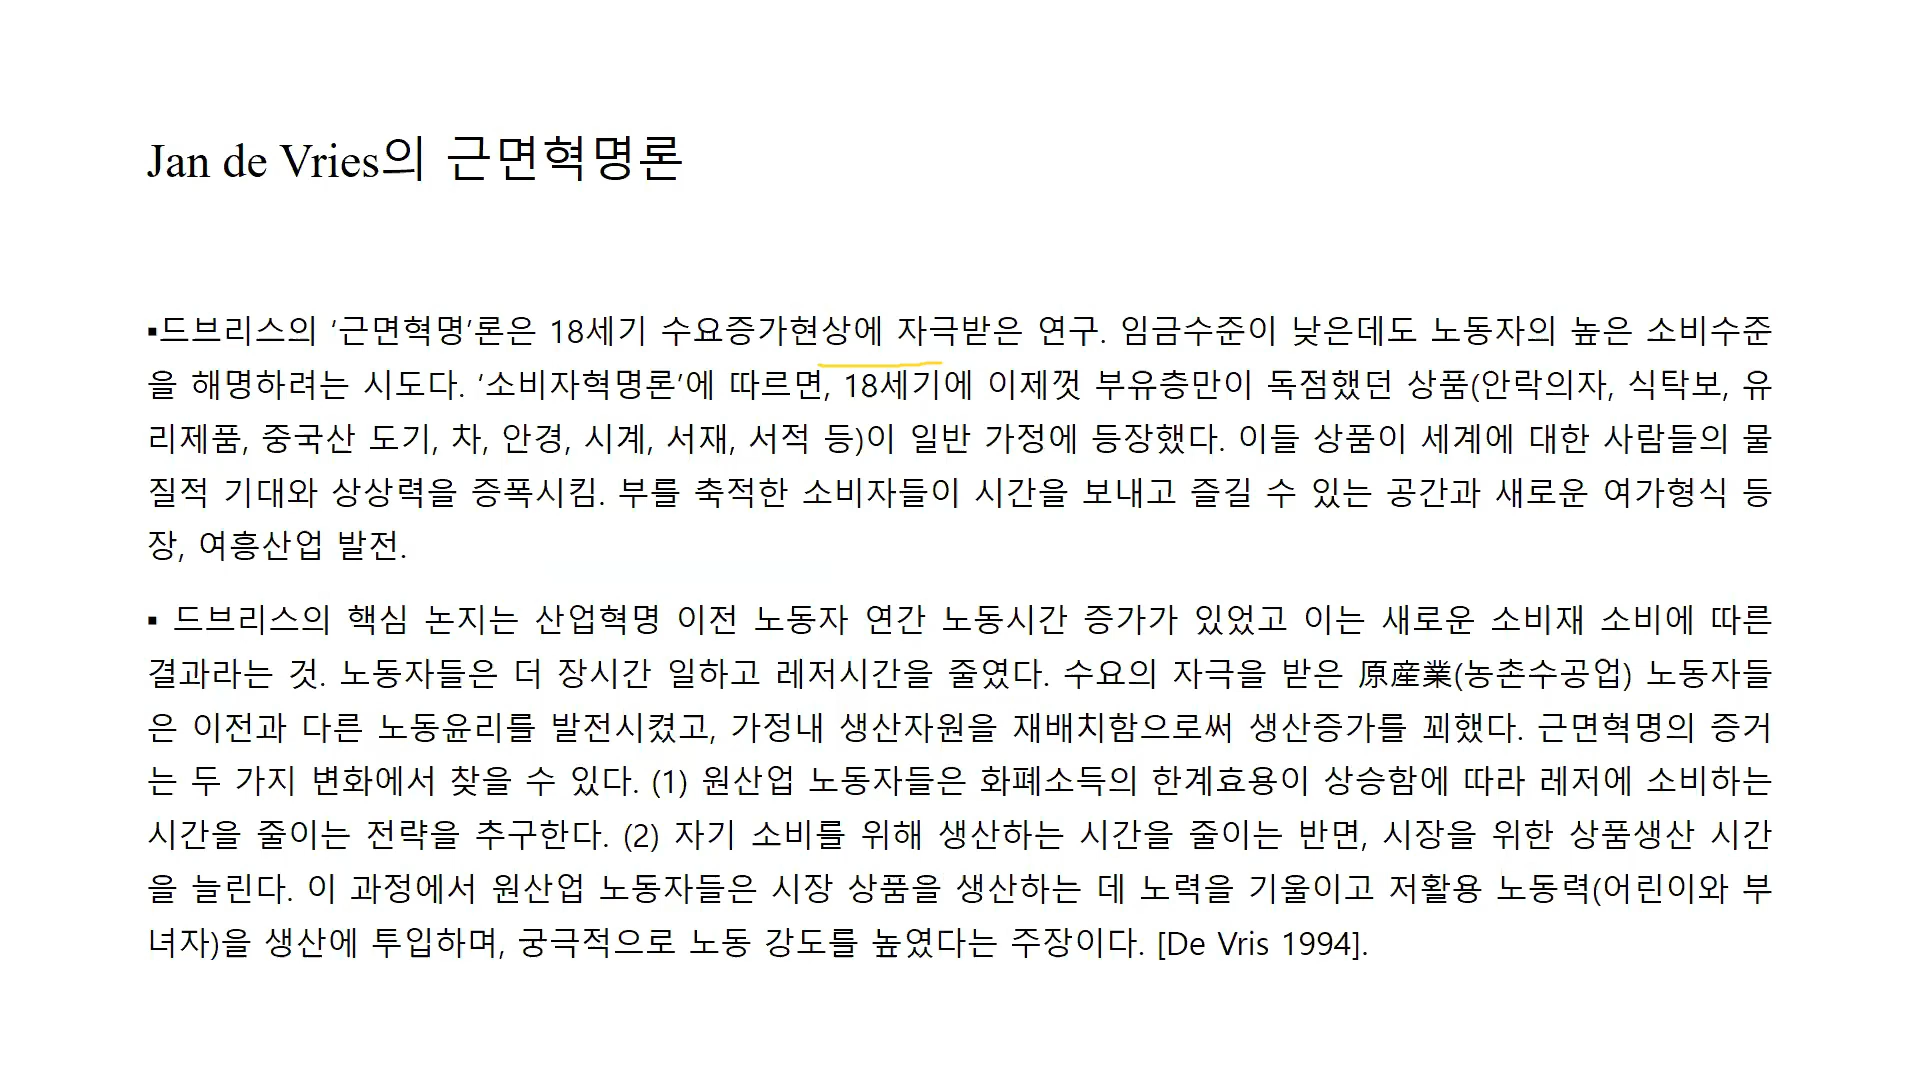 Jan de Vries의 근면혁명론
▪드브리스의 ‘근면혁명’론은 18세기 수요증가현상에 자극받은 연구. 임금수준이 낮은데도 노동자의 높은 소비수준
을 해명하려는 시도다. ‘소비자혁명론’에 따르면, 18세기에 이제껏 부유층만이 독점했던 상품(안락의자, 식탁보, 유
리제품, 중국산 도기, 차, 안경, 시계, 서재, 서적 등)이 일반 가정에 등장했다. 이들 상품이 세계에 대한 사람들의 물
질적 기대와 상상력을 증폭시킴. 부를 축적한 소비자들이 시간을 보내고 즐길 수 있는 공간과 새로운 여가형식 등
장, 여흥산업 발전.
▪ 드브리스의 핵심 논지는 산업혁명 이전 노동자 연간 노동시간 증가가 있었고 이는 새로운 소비재 소비에 따른
결과라는 것. 노동자들은 더 장시간 일하고 레저시간을 줄였다. 수요의 자극을 받은 原産業(농촌수공업) 노동자들
은 이전과 다른 노동윤리를 발전시켰고, 가정내 생산자원을 재배치함으로써 생산증가를 꾀했다. 근면혁명의 증거
는 두 가지 변화에서 찾을 수 있다. (1) 원산업 노동자들은 화폐소득의 한계효용이 상승함에 따라 레저에 소비하는
시간을 줄이는 전략을 추구한다. (2) 자기 소비를 위해 생산하는 시간을 줄이는 반면, 시장을 위한 상품생산 시간
을 늘린다. 이 과정에서 원산업 노동자들은 시장 상품을 생산하는 데 노력을 기울이고 저활용 노동력(어린이와 부
녀자)을 생산에 투입하며, 궁극적으로 노동 강도를 높였다는 주장이다. [De Vris 1994].